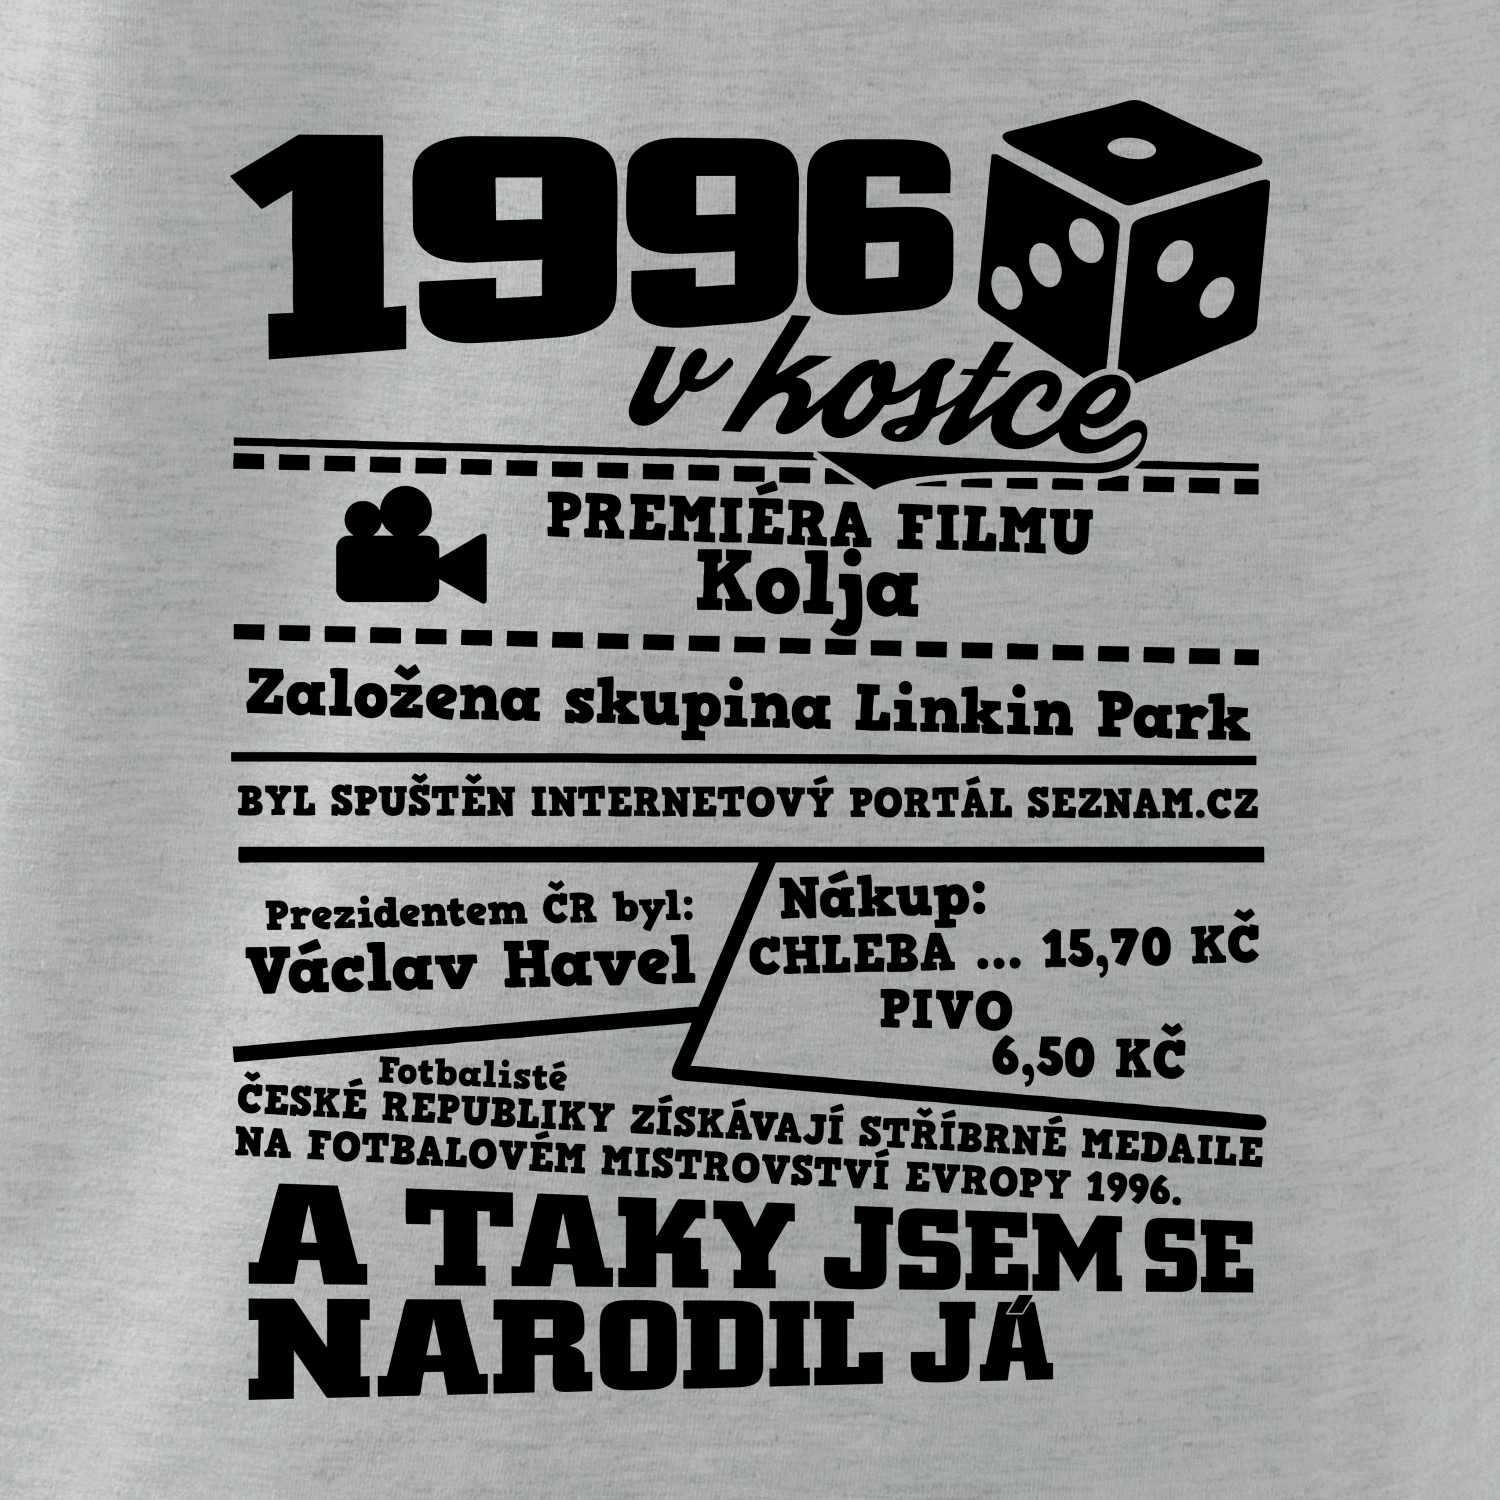 1996
v kostce
PREMIÉRA FILMU
Kolja
Založena skupina Linkin Park
BYL SPUŠTĚN INTERNETOVÝ PORTÁL SEZNAM.CZ
Prezidentem ČR byl:
Václav Havel
Nákup:
CHLEBA ... 15,70 KČ
PIVO
6,50 KČ
Fotbalisté
ČESKÉ REPUBLIKY ZÍSKÁVAJÍ STŘÍBRNÉ MEDAILE
NA FOTBALOVÉM MISTROVSTVÍ EVROPY 1996.
A TAKY JSEM SE
NARODIL JÁ